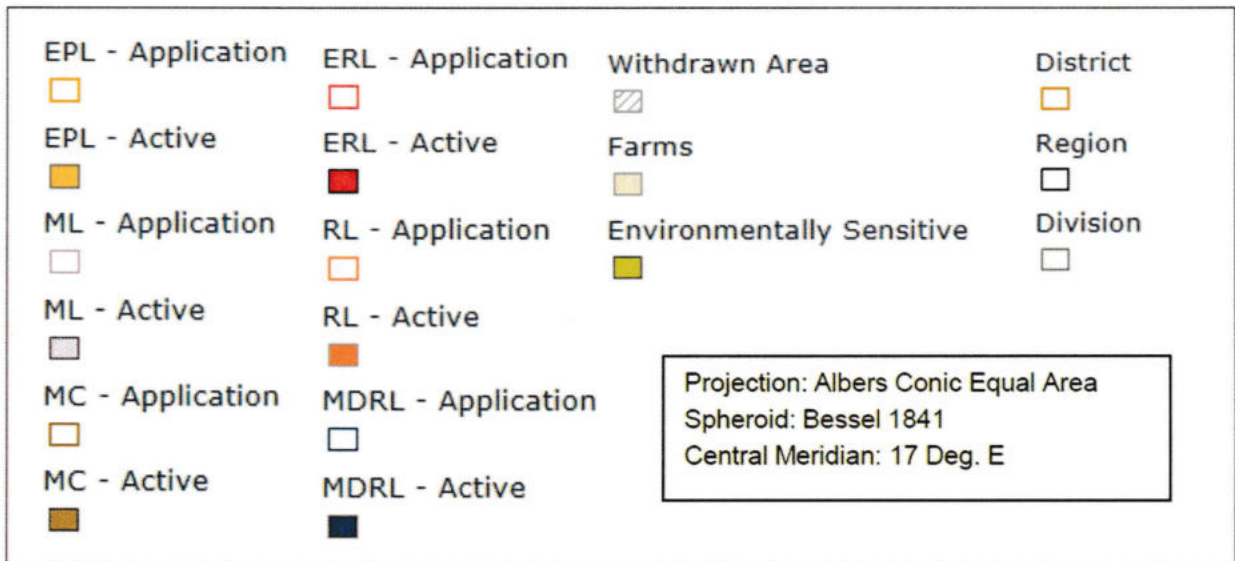 EPL - Application
EPL - Active
ML - Application
ML - Active
MC - Application
MC - Active
ERL - Application
ERL - Active
RL - Application
RL - Active
MDRL - Application
MDRL - Active
Withdrawn Area
Farms
Environmentally Sensitive
District
Region
Division
Projection: Albers Conic Equal Area
Spheroid: Bessel 1841
Central Meridian: 17 Deg. E